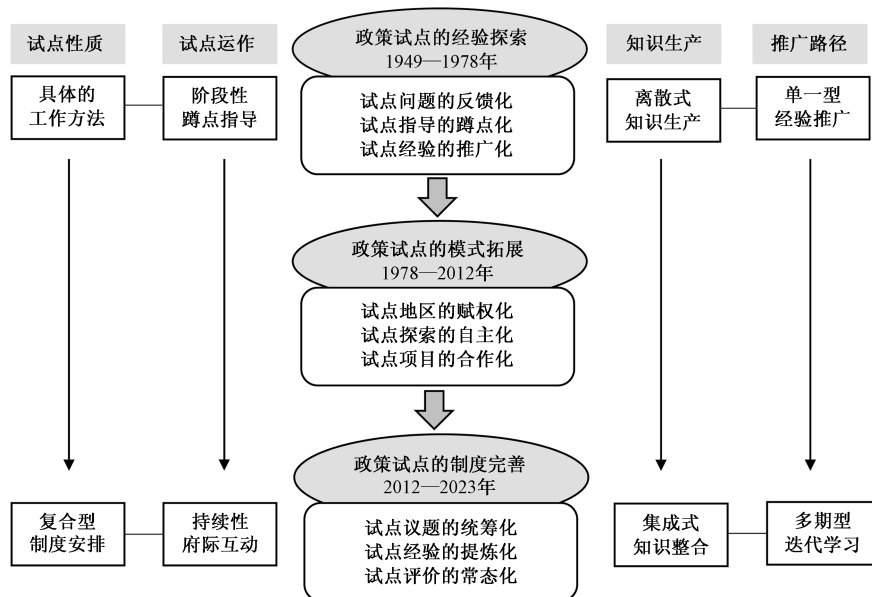 试点性质
试点运作
政策试点的经验探索
1949—1978年
知识生产
推广路径
具体的
工作方法
阶段性
蹲点指导
试点问题的反馈化
试点指导的蹲点化
试点经验的推广化
离散式
知识生产
单一型
经验推广
政策试点的模式拓展
1978—2012年
试点地区的赋权化
试点探索的自主化
试点项目的合作化
政策试点的制度完善
2012—2023年
复合型
制度安排
持续性
府际互动
试点议题的统筹化
试点经验的提炼化
试点评价的常态化
集成式
知识整合
多期型
迭代学习